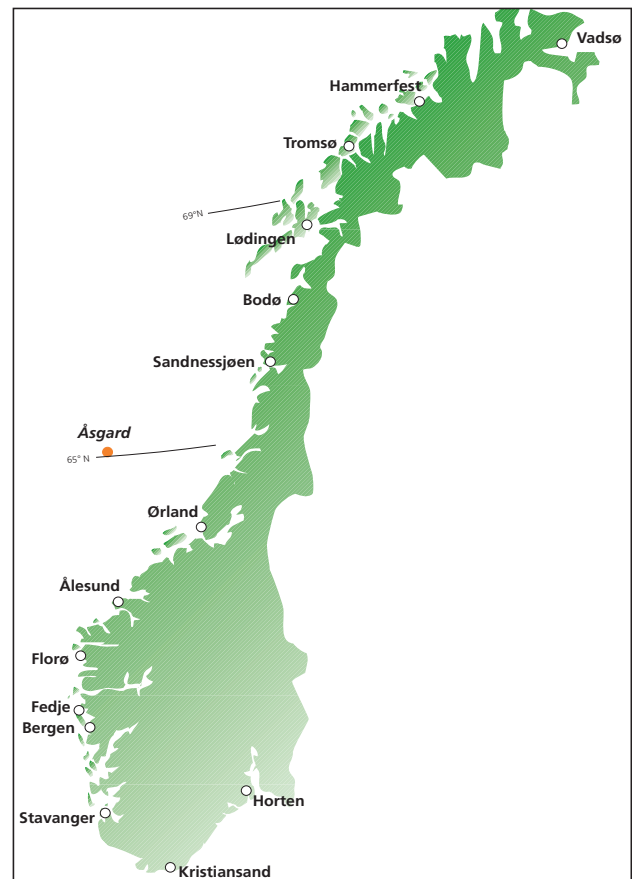 Vadsø
Hammerfest
Tromsø
69°N
Lødingen
Bodø
Sandnessjøen
Åsgard
65° N
Ørland
Ålesund
Florø
Fedje
Bergen
Horten
Stavanger
Kristiansand